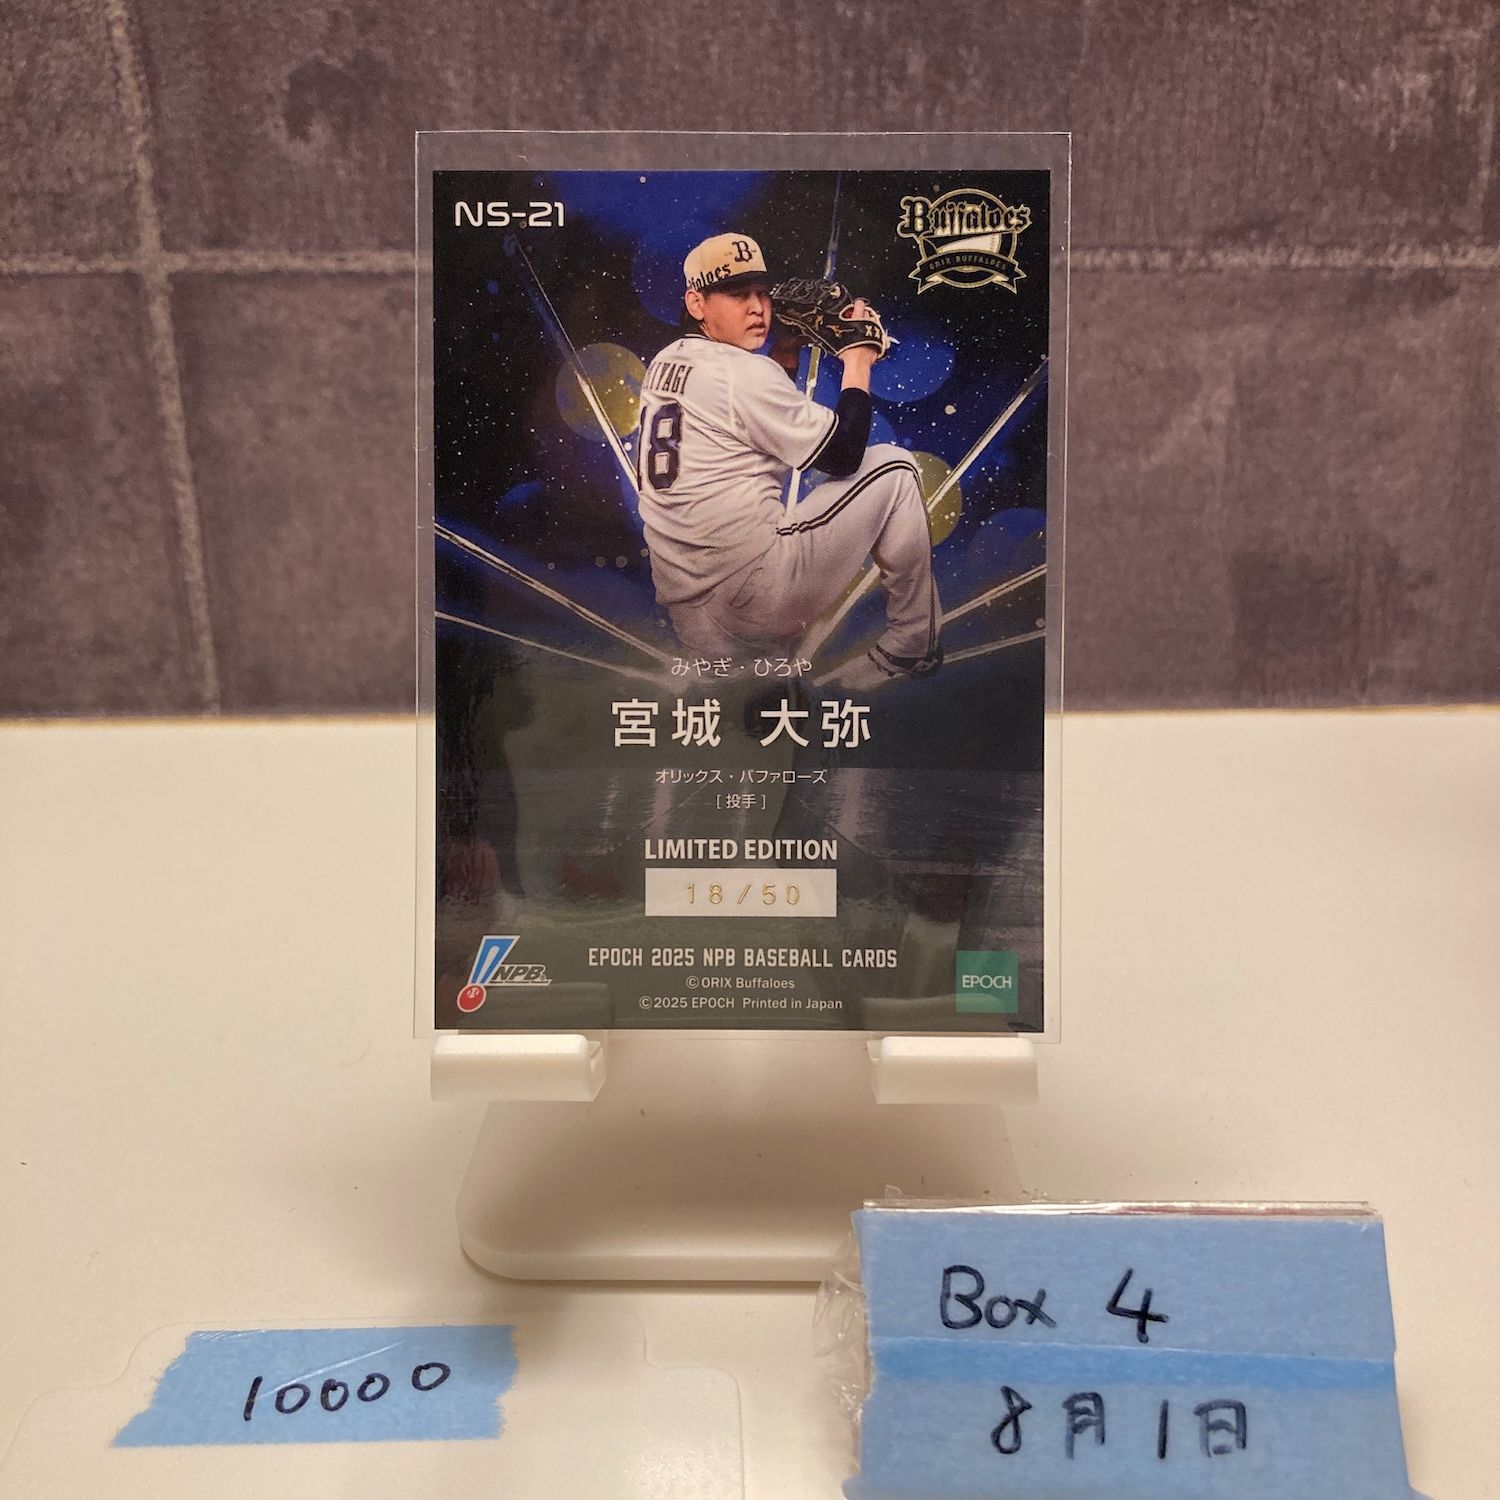 NS-21
Buffaloes
ORIX BUFFALOES
B
MIYAGI
18
みやぎ・ひろや
宮城 大弥
オリックス・バファローズ
[ 投手 ]
LIMITED EDITION
18/50
NPB
EPOCH 2025 NPB BASEBALL CARDS
©ORIX Buffaloes
©2025 EPOCH Printed in Japan
EPOCH
Box 4
10000
8月1日